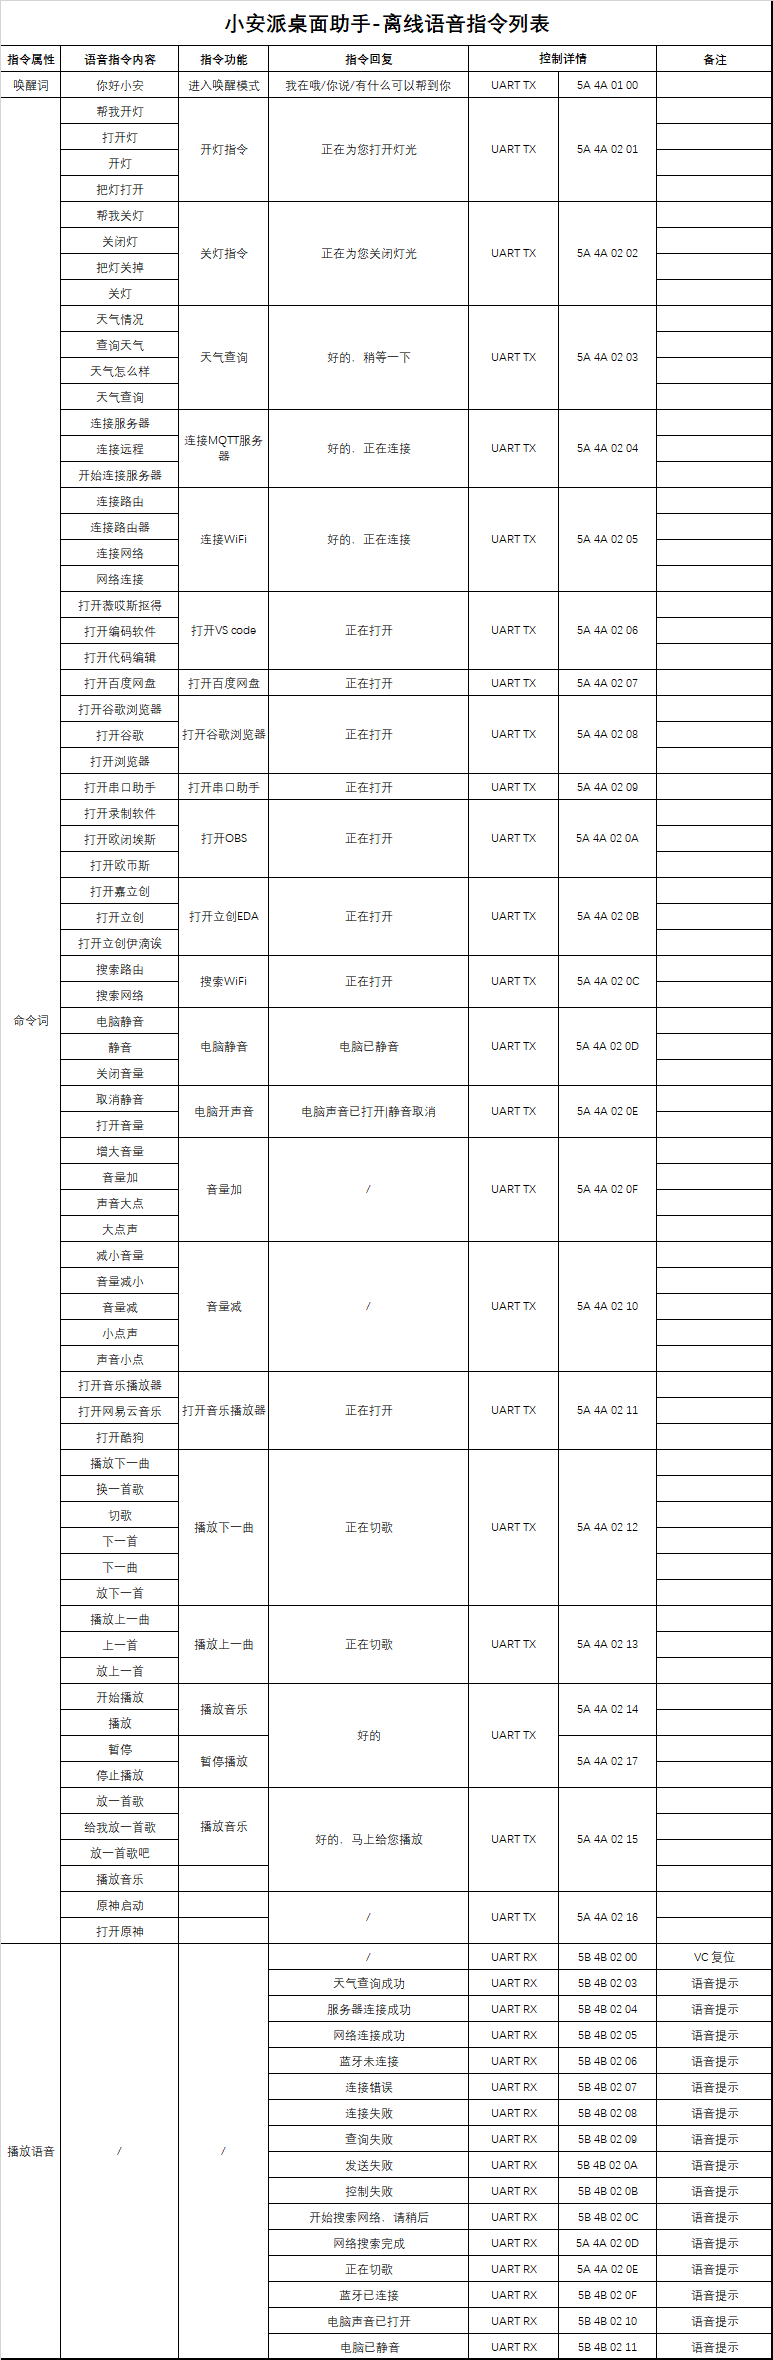 小安派桌面助手-离线语音指令列表
指令属性 语音指令内容 指令功能 指令回复 控制详情 备注
唤醒词 你好小安 进入唤醒模式 我在哦/你说/有什么可以帮到你 UART TX 5A 4A 01 00
命令词
帮我开灯
打开灯
开灯指令 正在为您打开灯光 UART TX 5A 4A 02 01
开灯
把灯打开
帮我关灯
关闭灯
关灯指令 正在为您关闭灯光 UART TX 5A 4A 02 02
把灯关掉
关灯
天气情况
查询天气
天气查询 好的，稍等一下 UART TX 5A 4A 02 03
天气怎么样
天气查询
连接服务器
连接远程 连接MQTT服务
器 好的，正在连接 UART TX 5A 4A 02 04
开始连接服务器
连接路由
连接路由器
连接WiFi 好的，正在连接 UART TX 5A 4A 02 05
连接网络
网络连接
打开薇哎斯抠得
打开编码软件 打开VS code 正在打开 UART TX 5A 4A 02 06
打开代码编辑
打开百度网盘 打开百度网盘 正在打开 UART TX 5A 4A 02 07
打开谷歌浏览器
打开谷歌 打开谷歌浏览器 正在打开 UART TX 5A 4A 02 08
打开浏览器
打开串口助手 打开串口助手 正在打开 UART TX 5A 4A 02 09
打开录制软件
打开欧闭埃斯 打开OBS 正在打开 UART TX 5A 4A 02 0A
打开欧币斯
打开嘉立创
打开立创 打开立创EDA 正在打开 UART TX 5A 4A 02 0B
打开立创伊滴诶
搜索路由
搜索WiFi 正在打开 UART TX 5A 4A 02 0C
搜索网络
电脑静音
静音 电脑静音 电脑已静音 UART TX 5A 4A 02 0D
关闭音量
取消静音
电脑开声音 电脑声音已打开|静音取消 UART TX 5A 4A 02 0E
打开音量
增大音量
音量加
音量加 / UART TX 5A 4A 02 0F
声音大点
大点声
减小音量
音量减小
音量减 音量减 / UART TX 5A 4A 02 10
小点声
声音小点
打开音乐播放器
打开网易云音乐 打开音乐播放器 正在打开 UART TX 5A 4A 02 11
打开酷狗
播放下一曲
换一首歌
切歌
播放下一曲 正在切歌 UART TX 5A 4A 02 12
下一首
下一曲
放下一首
播放上一曲
上一首 播放上一曲 正在切歌 UART TX 5A 4A 02 13
放上一首
开始播放
播放音乐 5A 4A 02 14
播放
好的 UART TX
暂停
暂停播放 5A 4A 02 17
停止播放
放一首歌
给我放一首歌 播放音乐
好的，马上给您播放 UART TX 5A 4A 02 15
放一首歌吧
播放音乐
原神启动
/ UART TX 5A 4A 02 16
打开原神
播放语音 / /
/ UART RX 5B 4B 02 00 VC 复位
天气查询成功 UART RX 5B 4B 02 03 语音提示
服务器连接成功 UART RX 5B 4B 02 04 语音提示
网络连接成功 UART RX 5B 4B 02 05 语音提示
蓝牙未连接 UART RX 5B 4B 02 06 语音提示
连接错误 UART RX 5B 4B 02 07 语音提示
连接失败 UART RX 5B 4B 02 08 语音提示
查询失败 UART RX 5B 4B 02 09 语音提示
发送失败 UART RX 5B 4B 02 0A 语音提示
控制失败 UART RX 5B 4B 02 0B 语音提示
开始搜索网络，请稍后 UART RX 5B 4B 02 0C 语音提示
网络搜索完成 UART RX 5A 4A 02 0D 语音提示
正在切歌 UART RX 5A 4A 02 0E 语音提示
蓝牙已连接 UART RX 5B 4B 02 0F 语音提示
电脑声音已打开 UART RX 5B 4B 02 10 语音提示
电脑已静音 UART RX 5B 4B 02 11 语音提示